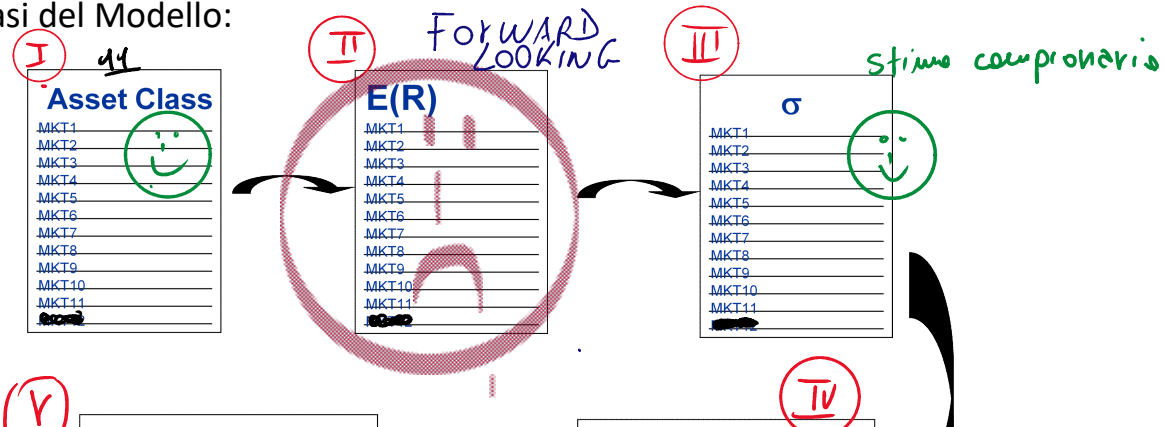 asi del Modello:
I
11
II
FORWARD
LOOKING
III
Asset Class
MKT1
MKT2
MKT3
MKT4
MKT5
MKT6
MKT7
MKT8
MKT9
MKT10
MKT11
E(R)
MKT1
MKT2
MKT3
MKT4
MKT5
MKT6
MKT7
MKT8
MKT9
MKT10
MKT11
stima campionaria
σ
MKT1
MKT2
MKT3
MKT4
MKT5
MKT6
MKT7
MKT8
MKT9
MKT10
MKT11
V
IV